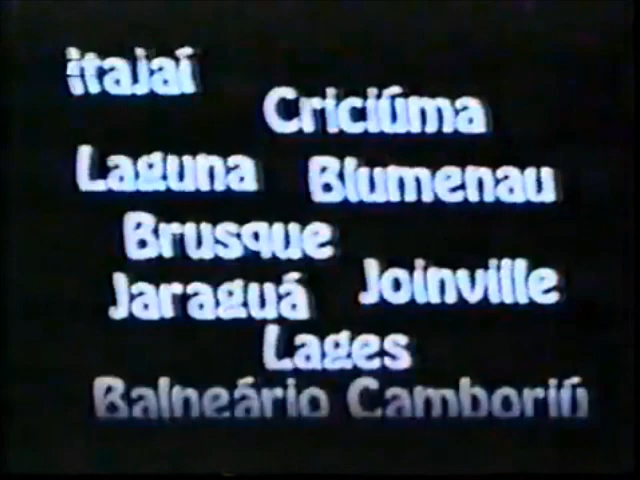 itajaí
Criciúma
Laguna
Blumenau
Brusque
Joinville
Jaraguá
Lages
Balneário Camboriú